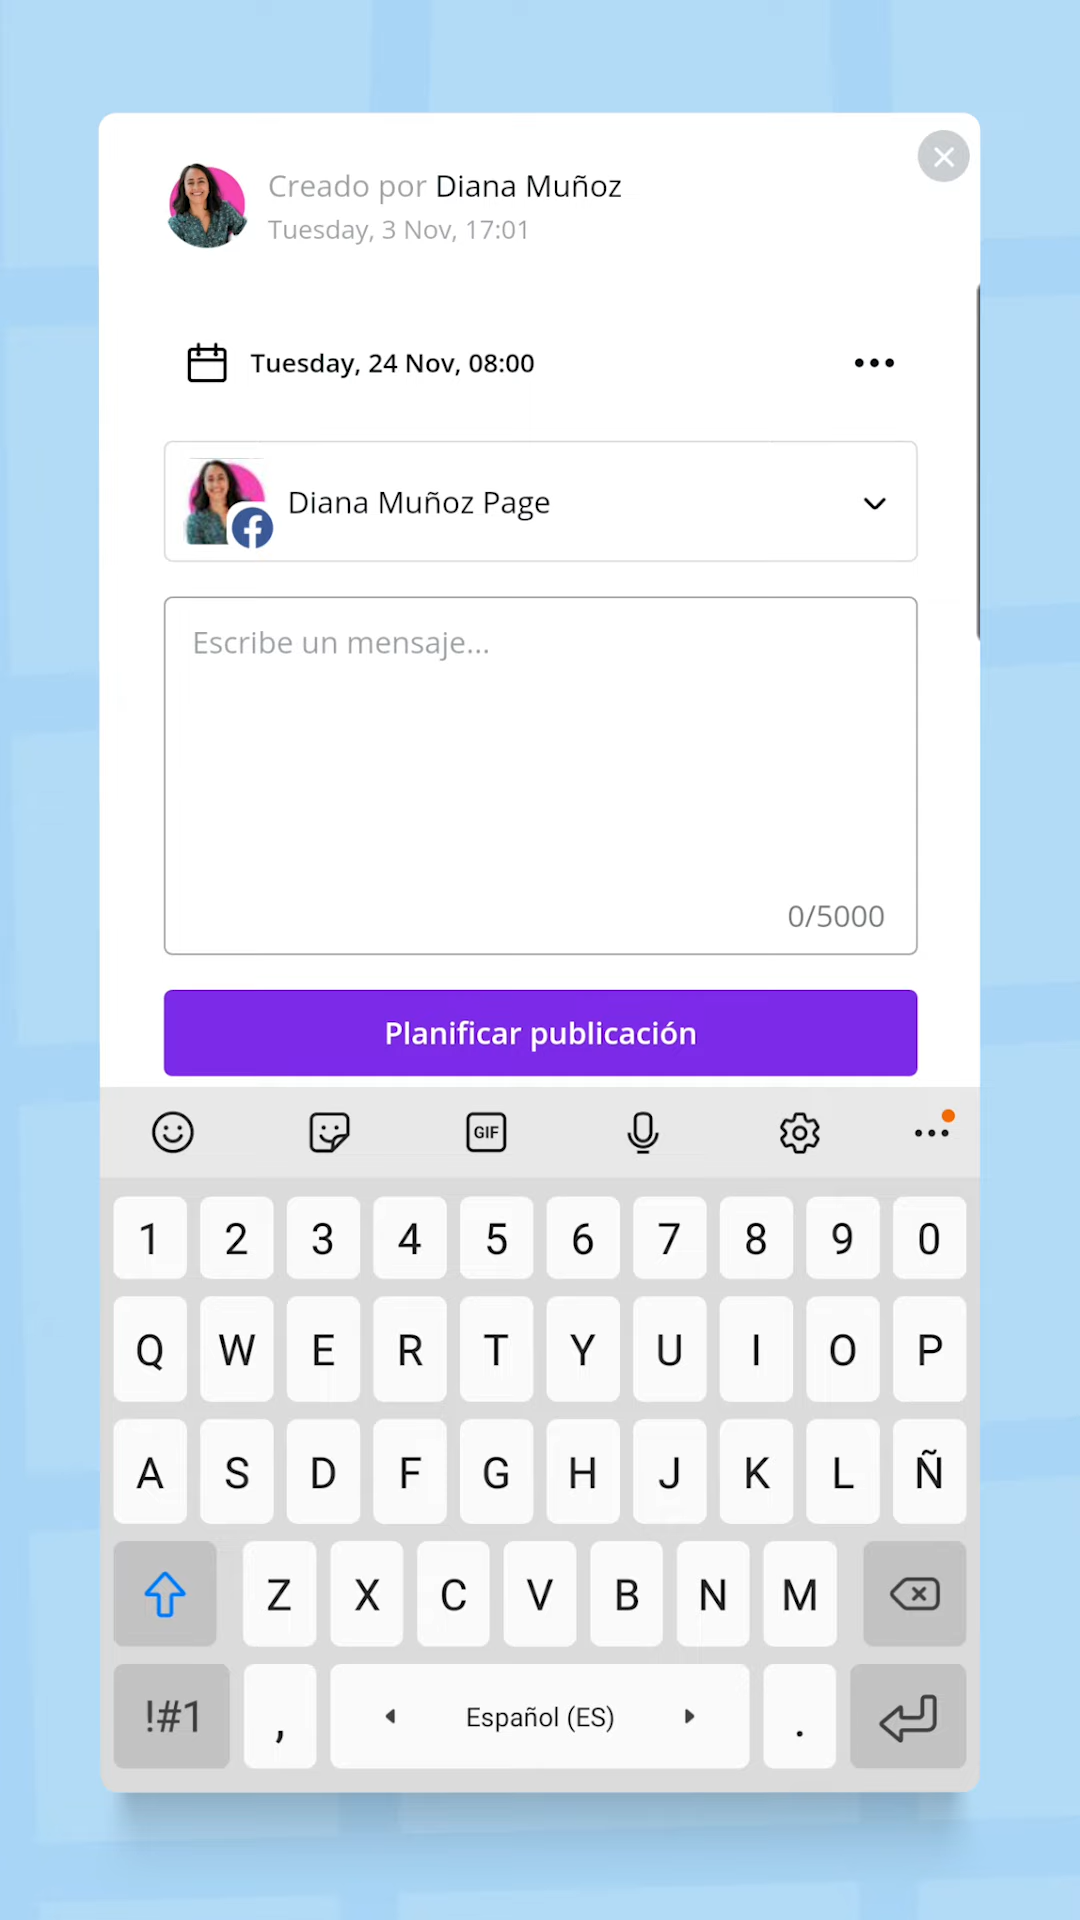 Creado por Diana Muñoz
Tuesday, 3 Nov, 17:01
Tuesday, 24 Nov, 08:00
Diana Muñoz Page
Escribe un mensaje...
0/5000
Planificar publicación
GIF
1 2 3 4 5 6 7 8 9 0
Q W E R T Y U I O P
A S D F G H J K L Ñ
Z X C V B N M
!#1 , Español (ES) .